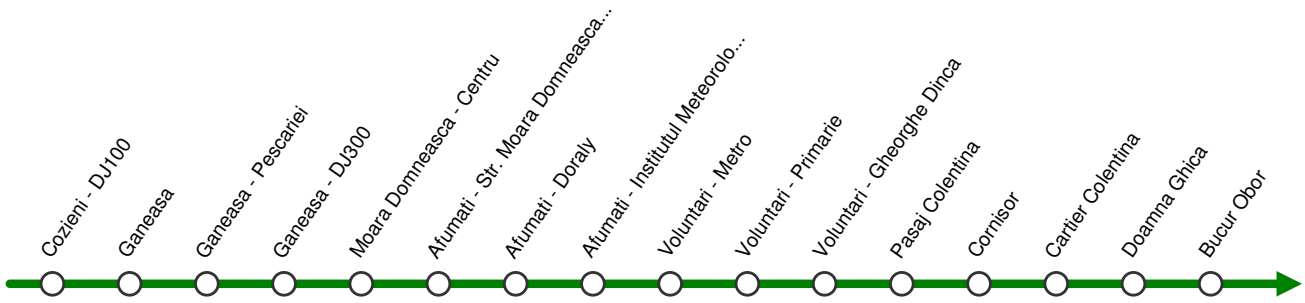 Cozieni - DJ100
Ganeasa
Ganeasa - Pescariei
Ganeasa - DJ300
Moara Domneasca - Centru
Afumati - Str. Moara Domneasca...
Afumati - Doraly
Afumati - Institutul Meteorolo...
Voluntari - Metro
Voluntari - Primarie
Voluntari - Gheorghe Dinca
Pasaj Colentina
Cornisor
Cartier Colentina
Doamna Ghica
Bucur Obor